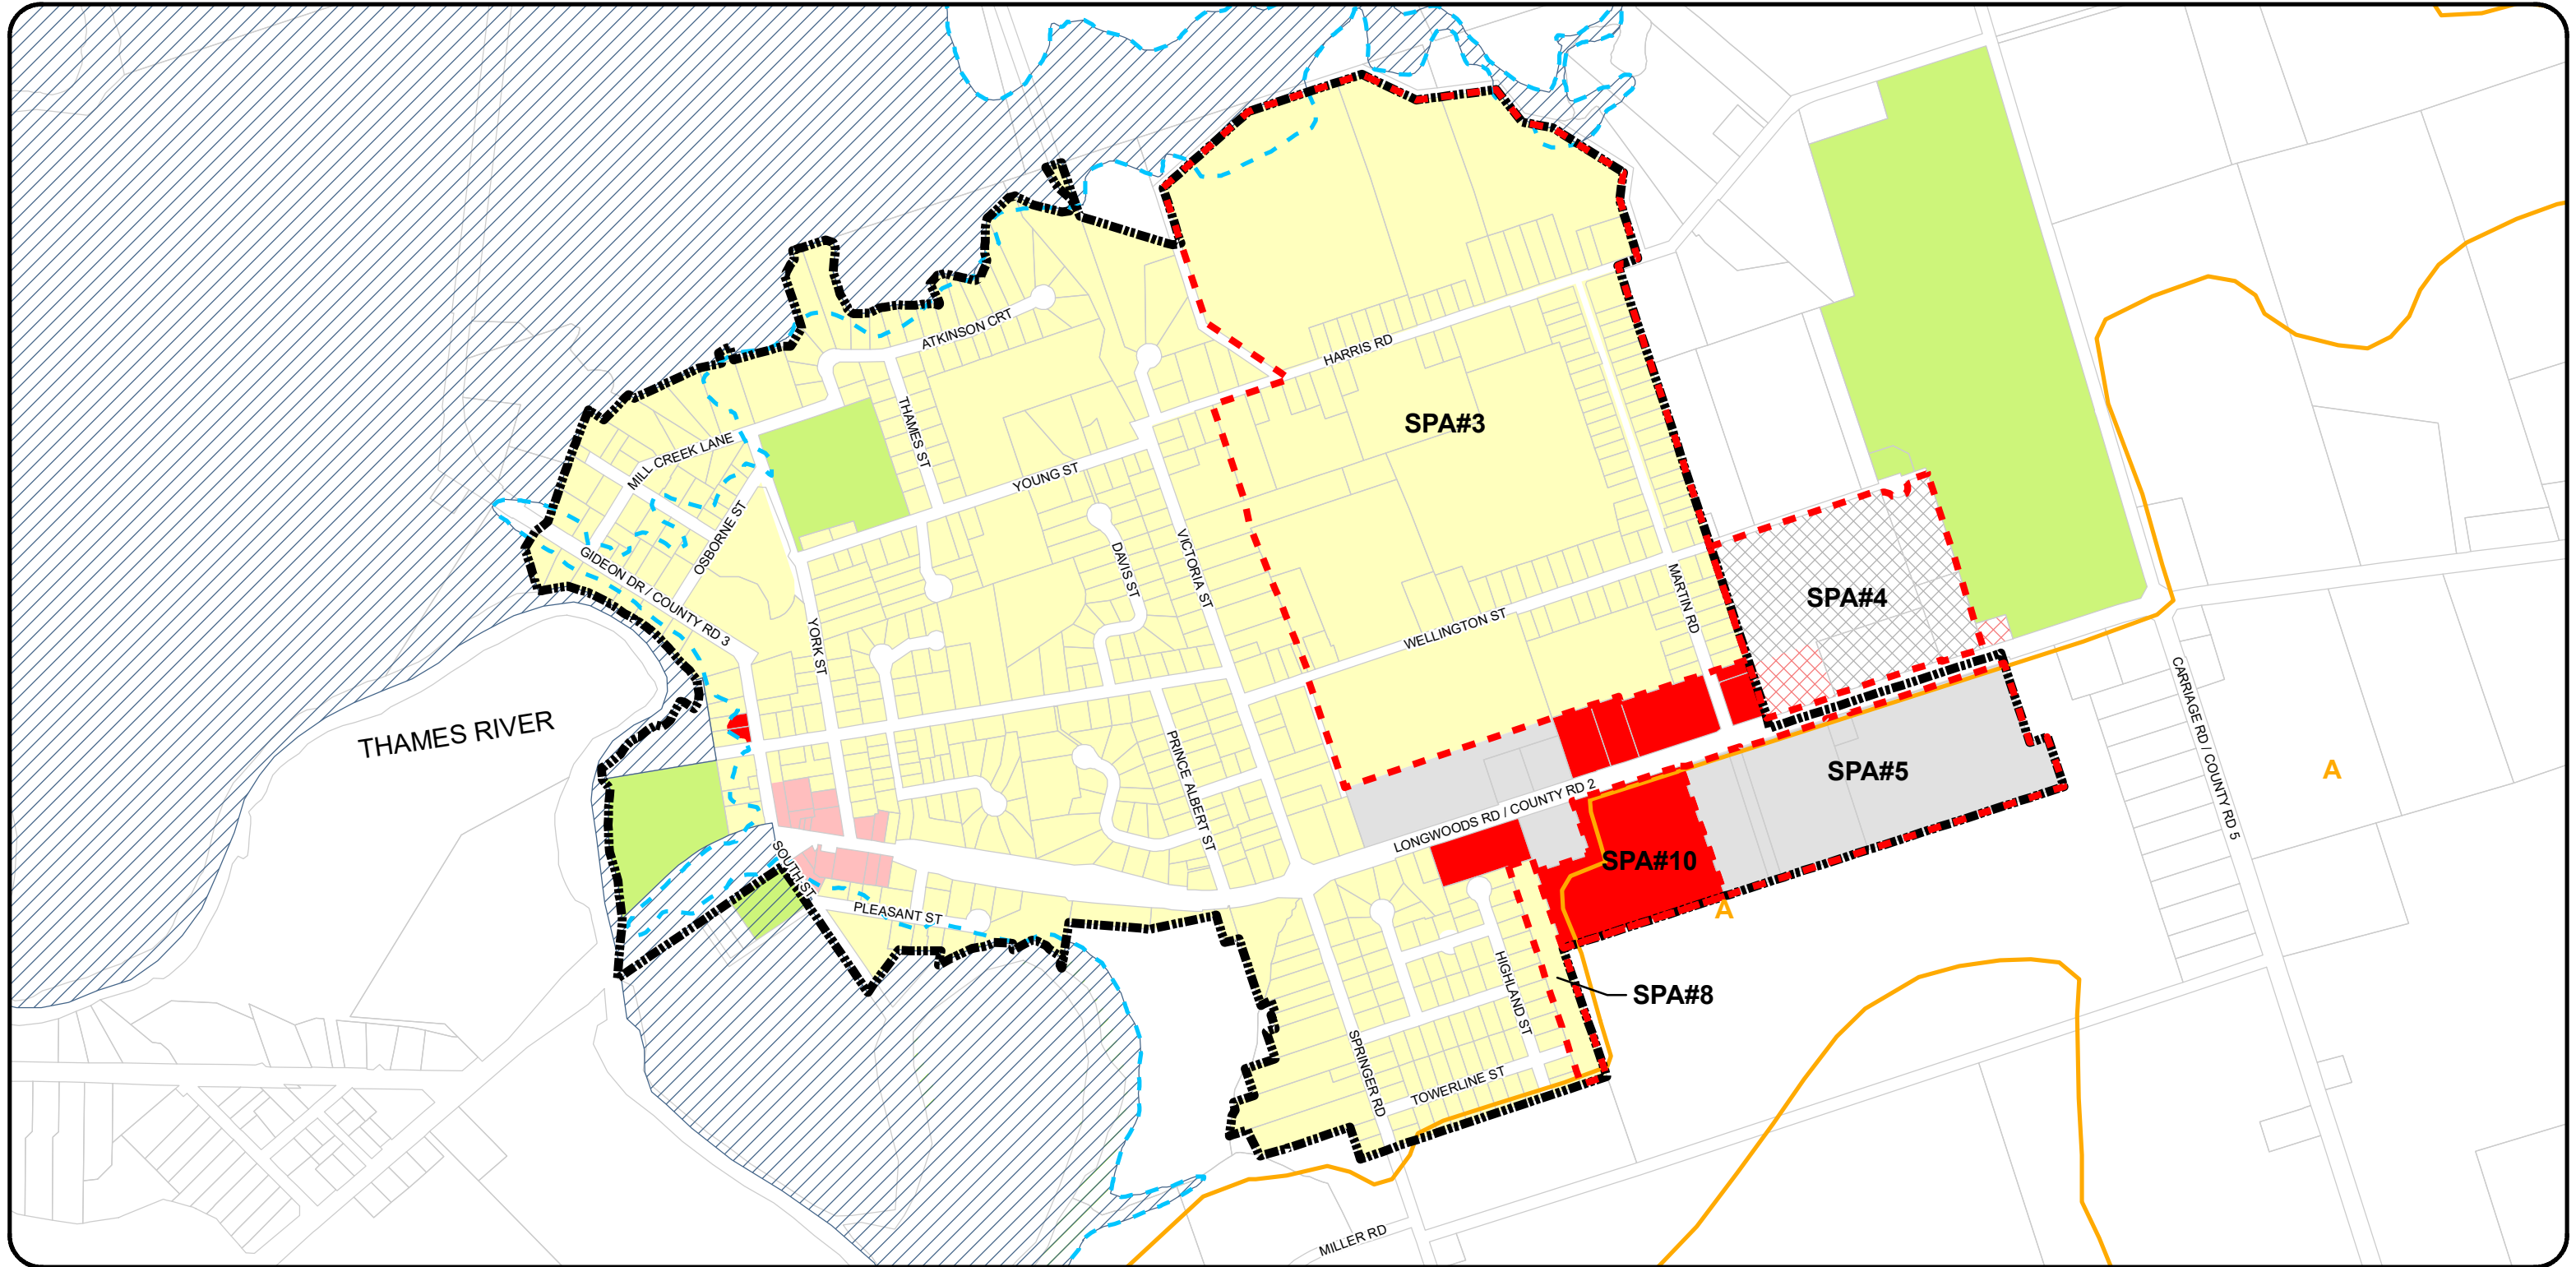 ATKINSON CRT
HARRIS RD
THAMES ST
SPA#3
MILL CREEK LANE
YOUNG ST
OSBORNE ST
DAVIS ST
VICTORIA ST
GIDEON DR / COUNTY RD 3
MARTIN RD
SPA#4
YORK ST
WELLINGTON ST
CARRIAGE RD / COUNTY RD 5
THAMES RIVER
PRINCE ALBERT ST
SPA#5
A
LONGWOODS RD / COUNTY RD 2
SOUTH ST
SPA#10
PLEASANT ST
A
HIGHLAND ST
SPA#8
SPRINGER RD
TOWERLINE ST
MILLER RD